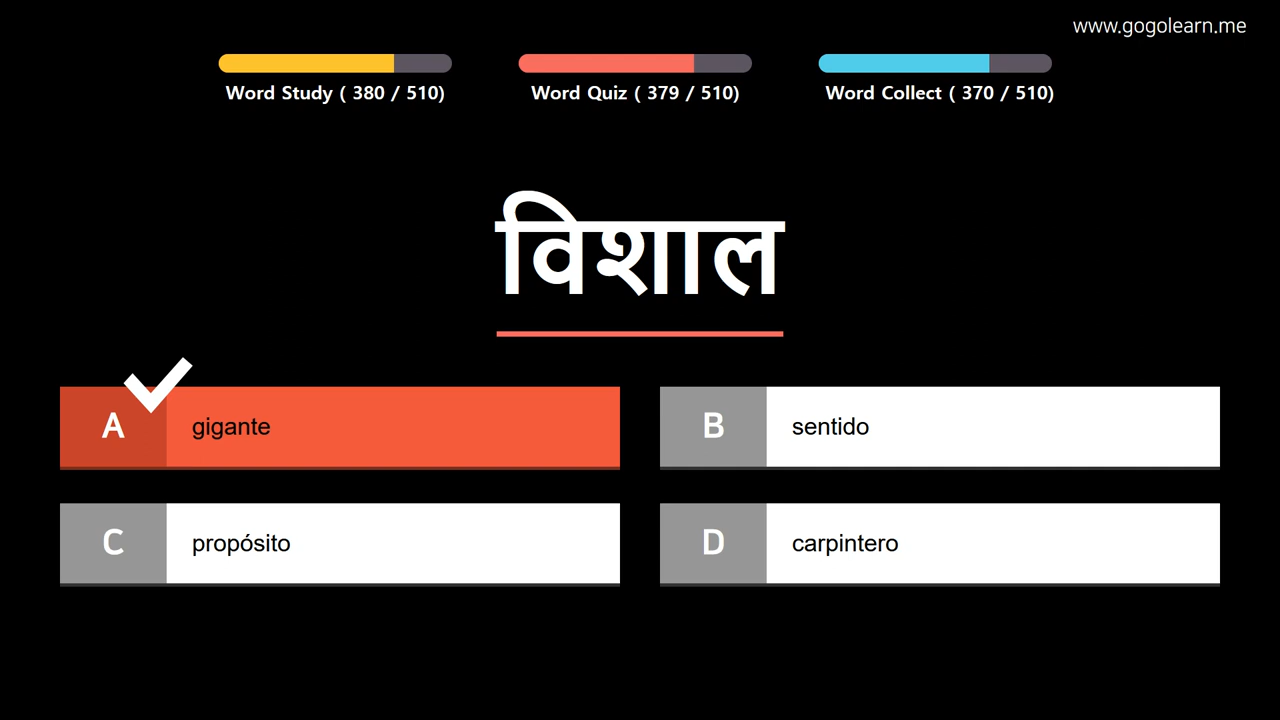 www.gogolearn.me
Word Study ( 380 / 510)
Word Quiz ( 379 / 510)
Word Collect ( 370 / 510)
विशाल
A gigante
B sentido
C propósito
D carpintero